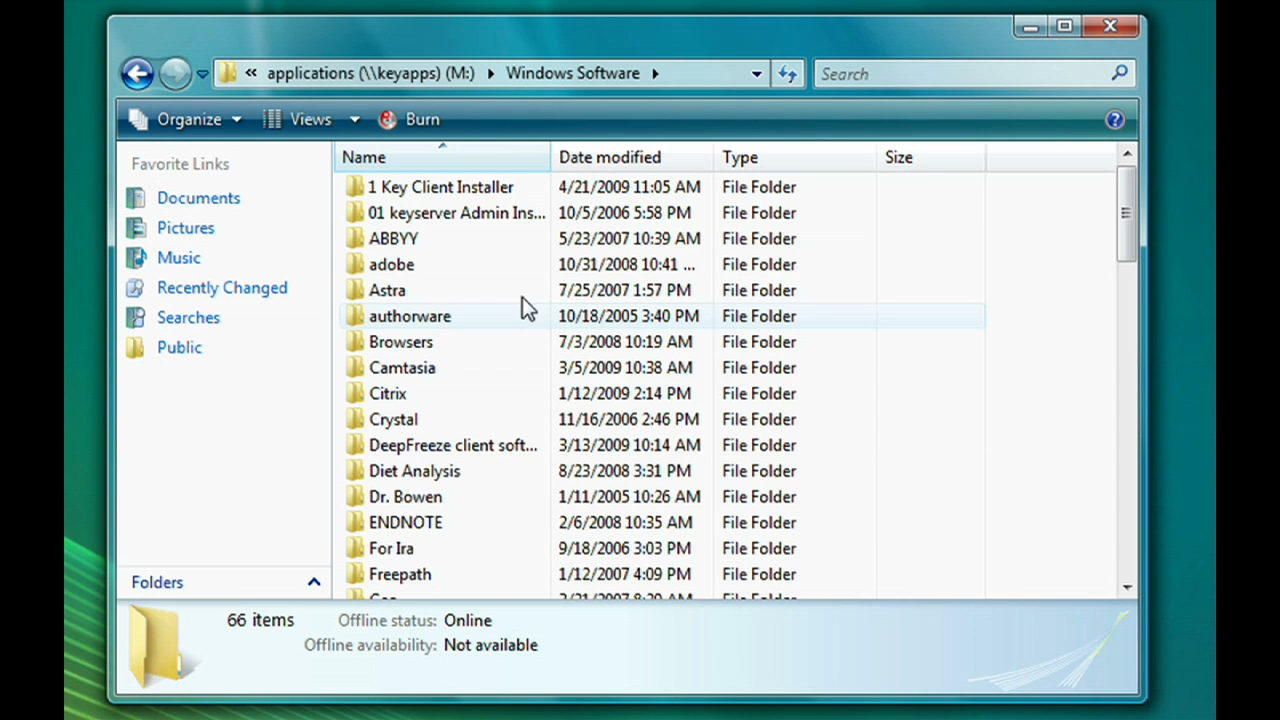 « applications (\\keyapps) (M:) Windows Software
Search
Organize Views Burn
Favorite Links
Documents
Pictures
Music
Recently Changed
Searches
Public
Folders
Name Date modified Type Size
1 Key Client Installer 4/21/2009 11:05 AM File Folder
01 keyserver Admin Ins... 10/5/2006 5:58 PM File Folder
ABBYY 5/23/2007 10:39 AM File Folder
adobe 10/31/2008 10:41 ... File Folder
Astra 7/25/2007 1:57 PM File Folder
authorware 10/18/2005 3:40 PM File Folder
Browsers 7/3/2008 10:19 AM File Folder
Camtasia 3/5/2009 10:38 AM File Folder
Citrix 1/12/2009 2:14 PM File Folder
Crystal 11/16/2006 2:46 PM File Folder
DeepFreeze client soft... 3/13/2009 10:14 AM File Folder
Diet Analysis 8/23/2008 3:31 PM File Folder
Dr. Bowen 1/11/2005 10:26 AM File Folder
ENDNOTE 2/6/2008 10:35 AM File Folder
For Ira 9/18/2006 3:03 PM File Folder
Freepath 1/12/2007 4:09 PM File Folder
File Folder
66 items Offline status: Online
Offline availability: Not available